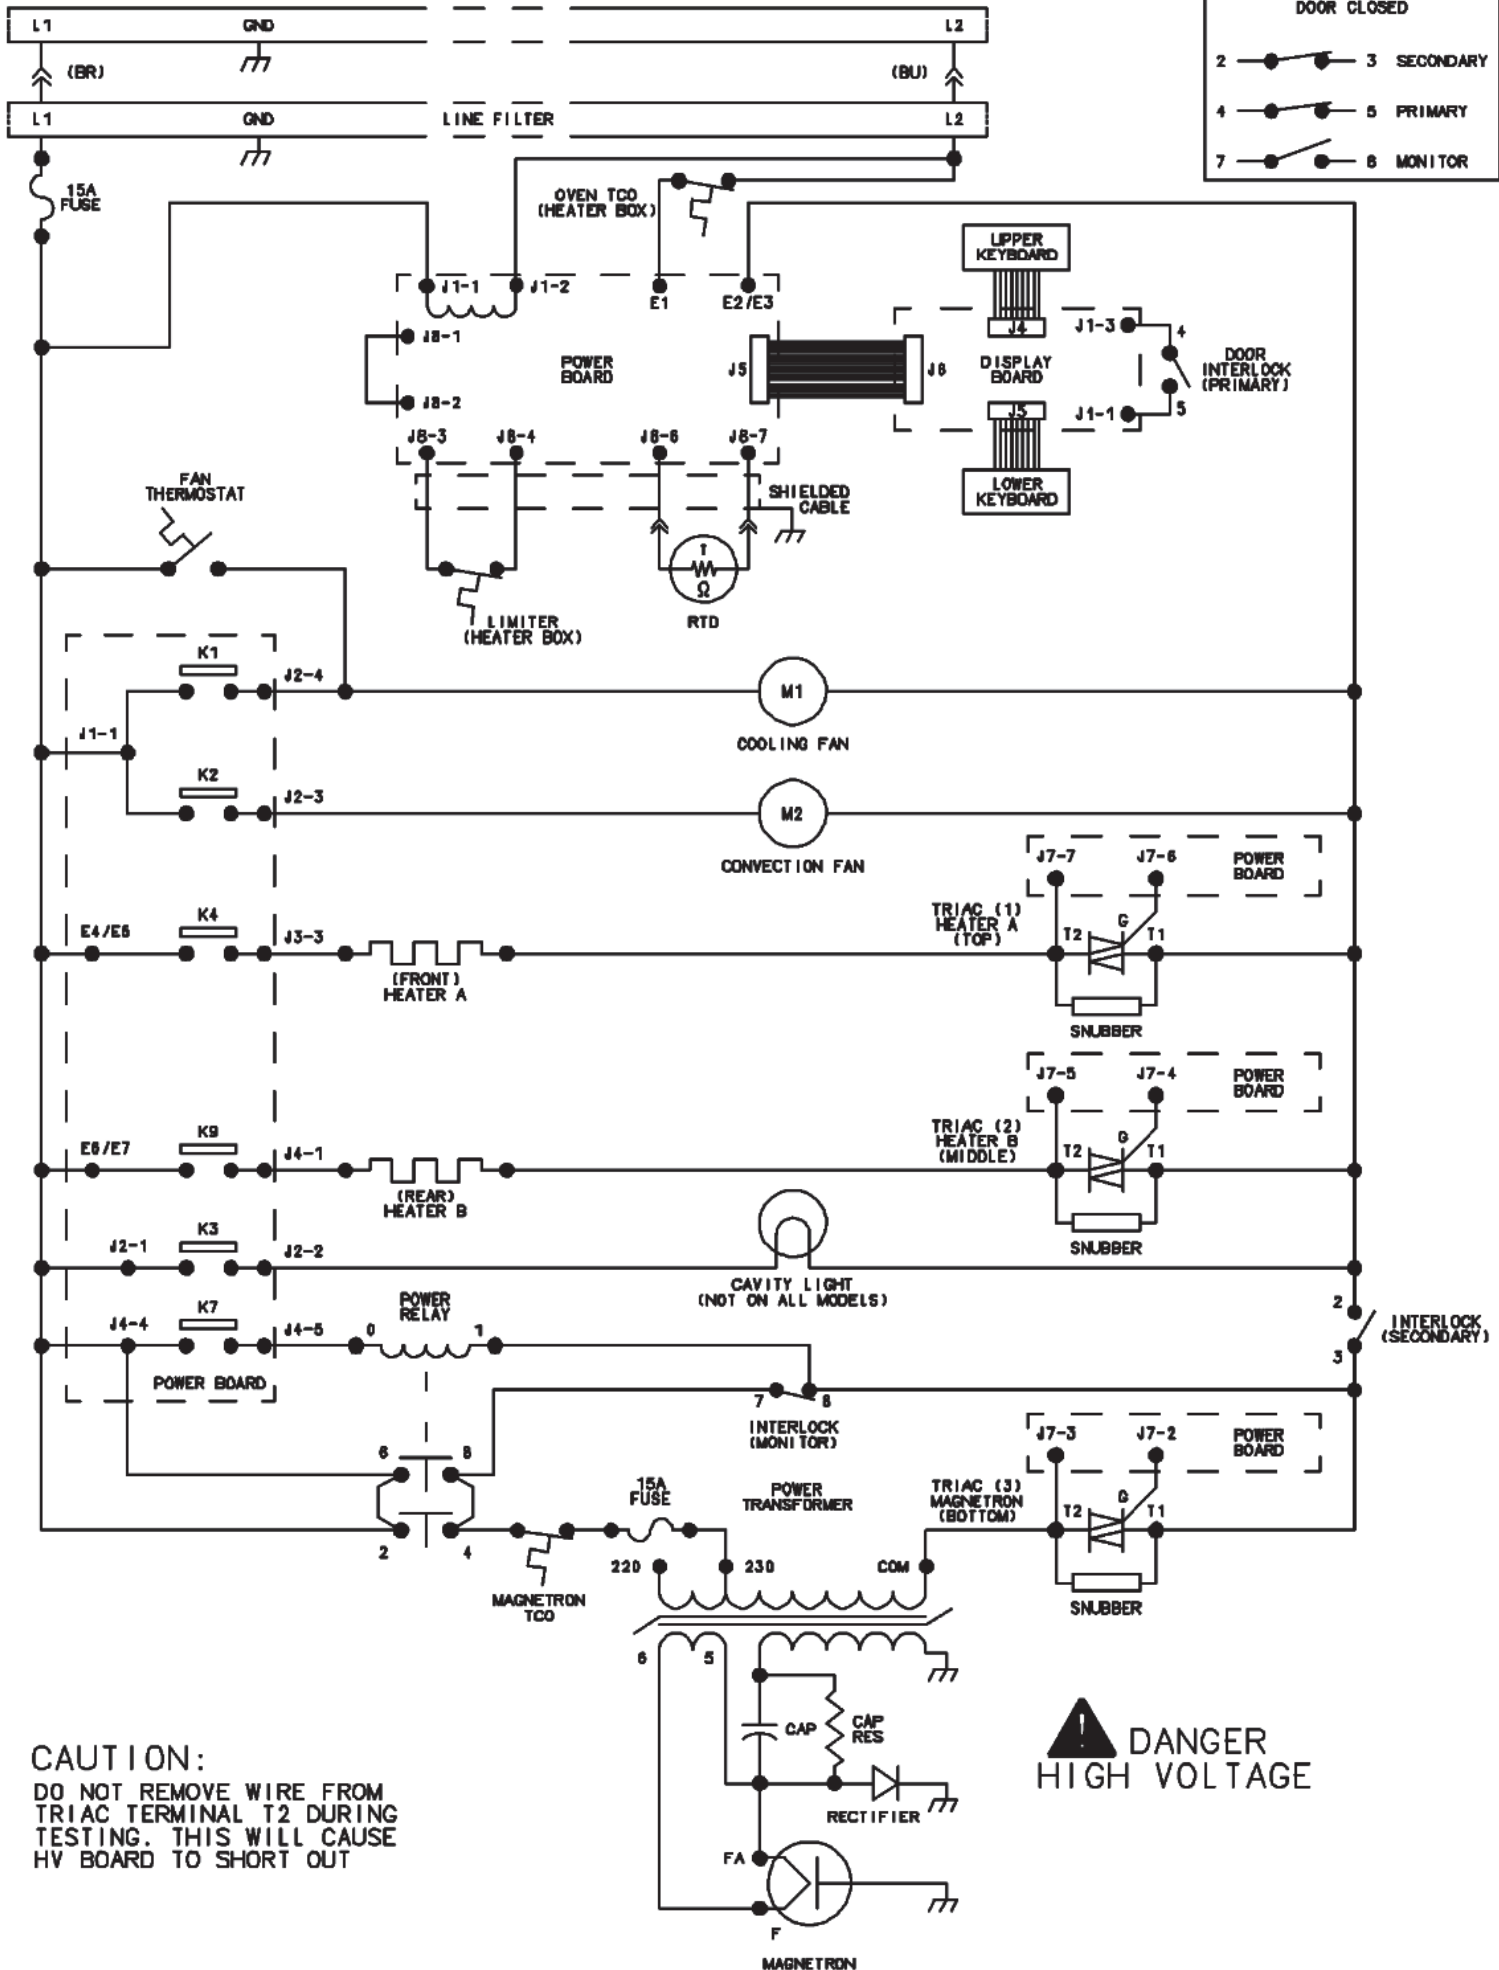 DOOR CLOSED
2 3 SECONDARY
4 5 PRIMARY
7 8 MONITOR
L1 GND L2
(BR) (BU)
L1 GND LINE FILTER L2
15A
FUSE
OVEN TCO
(HEATER BOX)
UPPER
KEYBOARD
J1-1 J1-2 E1 E2/E3
J8-1
J8-2
POWER
BOARD
J5 J6
J4 J1-3 4
DISPLAY
BOARD
DOOR
INTERLOCK
(PRIMARY)
J5 J1-1 5
J8-3 J8-4 J8-6 J8-7
LOWER
KEYBOARD
SHIELDED
CABLE
FAN
THERMOSTAT
T
Ω
RTD
LIMITER
(HEATER BOX)
K1
J2-4
M1
COOLING FAN
J1-1
K2
J2-3
M2
CONVECTION FAN
J7-7 J7-6 POWER
BOARD
TRIAC (1)
HEATER A
(TOP)
T2 G T1
SNUBBER
K4
E4/E5 J3-3
(FRONT)
HEATER A
J7-5 J7-4 POWER
BOARD
TRIAC (2)
HEATER B
(MIDDLE)
T2 G T1
SNUBBER
K9
E6/E7 J4-1
(REAR)
HEATER B
K3
J2-1 J2-2
CAVITY LIGHT
(NOT ON ALL MODELS)
K7
J4-4 J4-5
POWER
RELAY
0 1
POWER BOARD
2
3
INTERLOCK
(SECONDARY)
7 8
INTERLOCK
(MONITOR)
6 8
2 4
J7-3 J7-2 POWER
BOARD
TRIAC (3)
MAGNETRON
(BOTTOM)
T2 G T1
SNUBBER
15A
FUSE
POWER
TRANSFORMER
220 230 COM
MAGNETRON
TCO
6 5
CAP
CAP
RES
RECTIFIER
FA
F
MAGNETRON
CAUTION:
DO NOT REMOVE WIRE FROM
TRIAC TERMINAL T2 DURING
TESTING. THIS WILL CAUSE
HV BOARD TO SHORT OUT
! DANGER
HIGH VOLTAGE